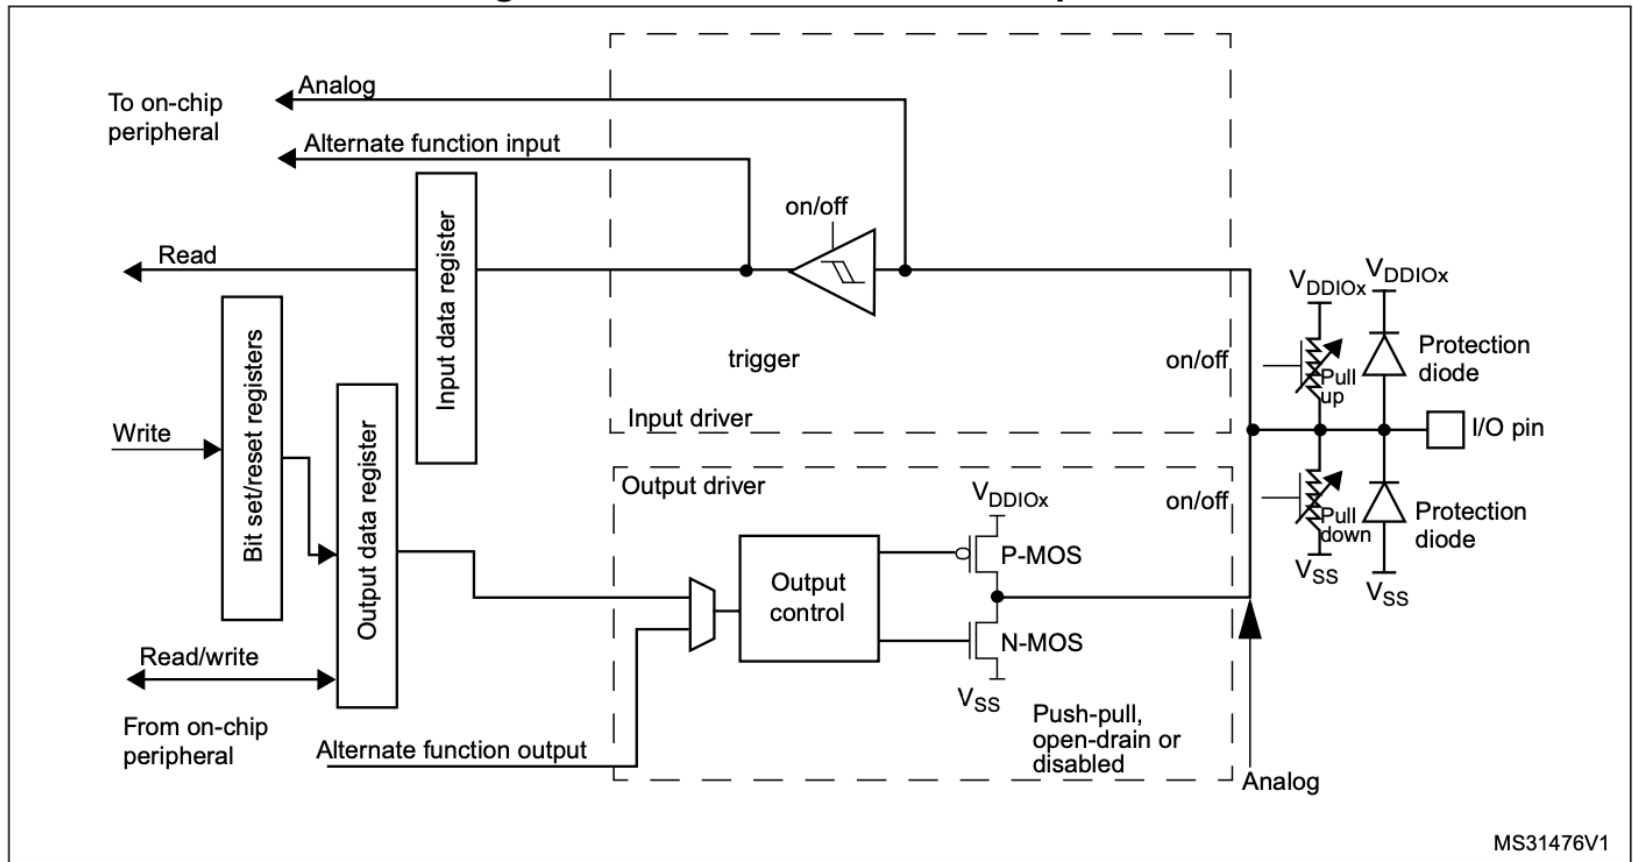 Analog
To on-chip
peripheral
Alternate function input
on/off
Read
Input data register
VDDIOx
VDDIOx
trigger
on/off
Pull
up
Protection
diode
Input driver
Bit set/reset registers
Write
Output data register
I/O pin
Output driver
VDDIOx
on/off
Pull
down
Protection
diode
P-MOS
VSS
VSS
Output
control
N-MOS
Read/write
VSS
From on-chip
peripheral
Alternate function output
Push-pull,
open-drain or
disabled
Analog
MS31476V1